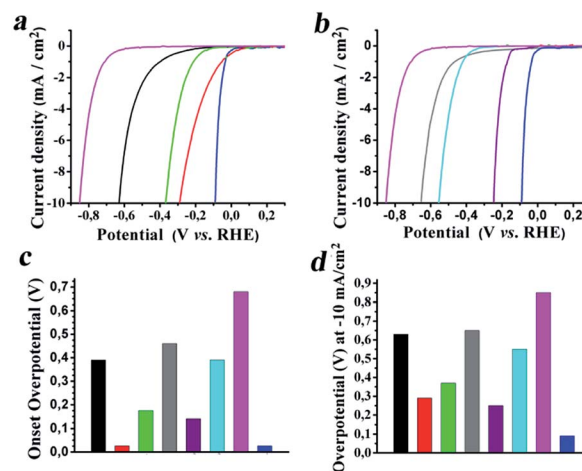 a
b
Current density (mA / cm²)
0
-2
-4
-6
-8
-10
-0,8 -0,6 -0,4 -0,2 0,0 0,2
Potential (V vs. RHE)
Current density (mA / cm²)
0
-2
-4
-6
-8
-10
-0,8 -0,6 -0,4 -0,2 0,0 0,2
Potential (V vs. RHE)
c
d
Onset Overpotential (V)
0,7
0,6
0,5
0,4
0,3
0,2
0,1
0,0
Overpotential (V) at -10 mA/cm²
0,9
0,8
0,7
0,6
0,5
0,4
0,3
0,2
0,1
0,0